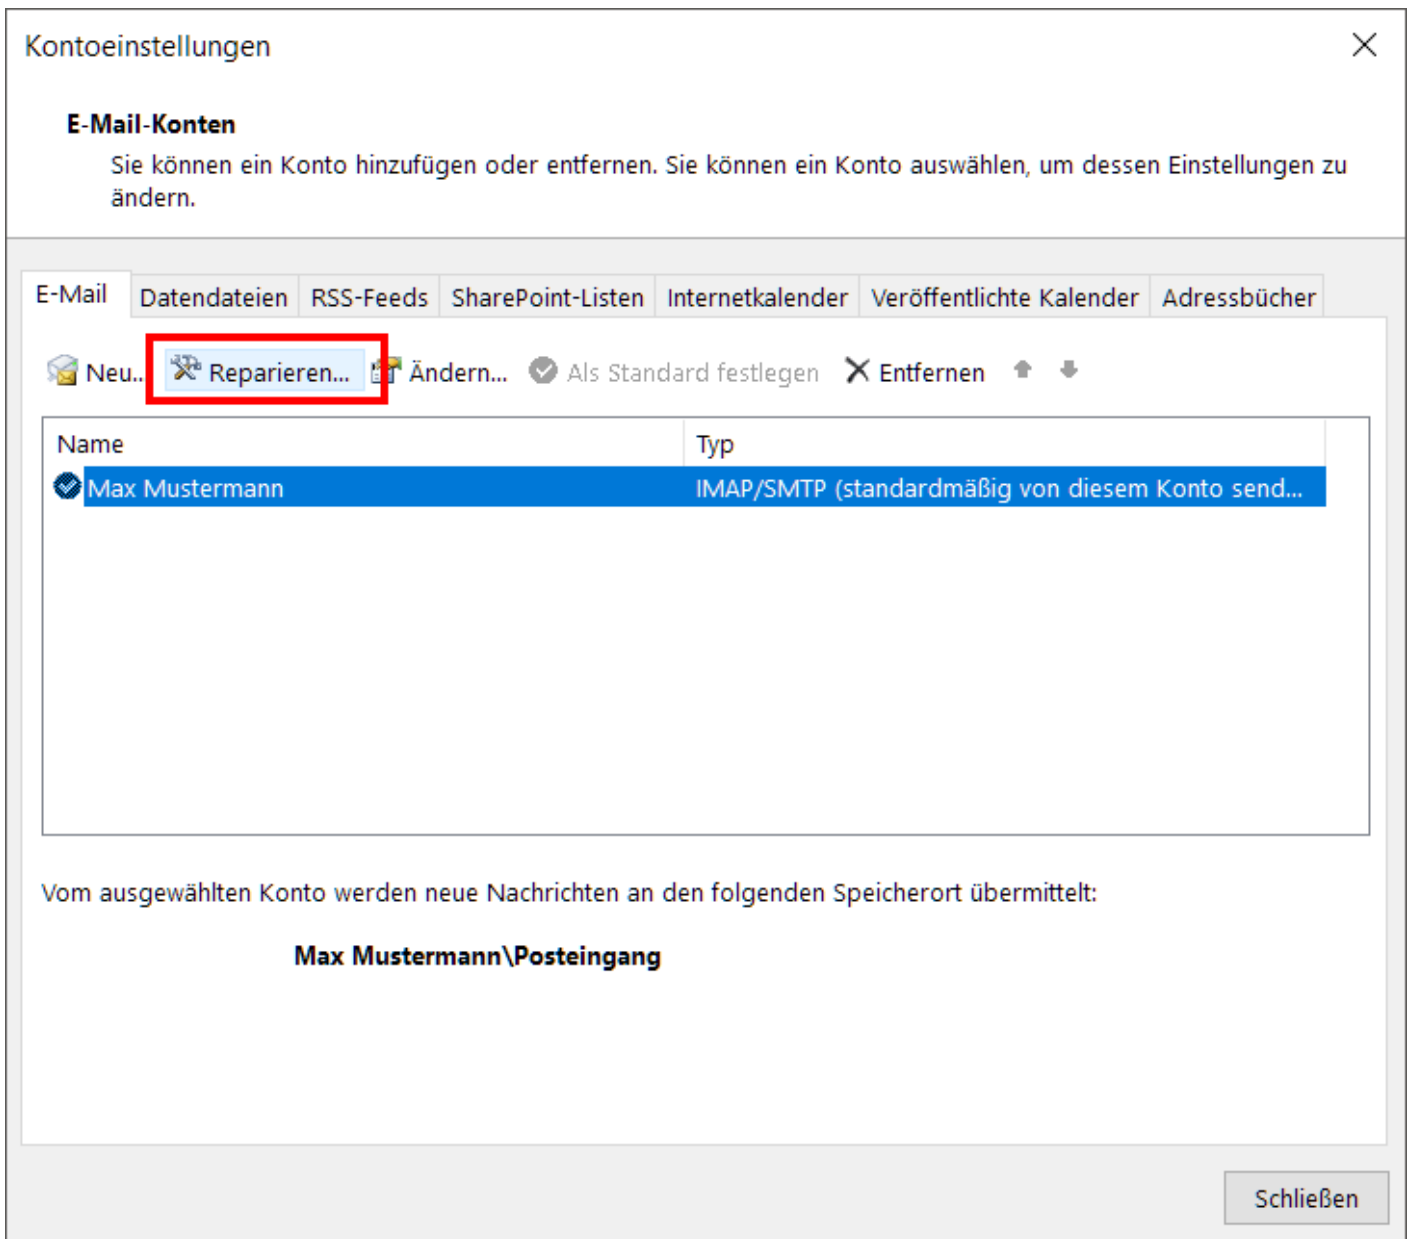 Kontoeinstellungen
E-Mail-Konten
Sie können ein Konto hinzufügen oder entfernen. Sie können ein Konto auswählen, um dessen Einstellungen zu
ändern.
E-Mail Datendateien RSS-Feeds SharePoint-Listen Internetkalender Veröffentlichte Kalender Adressbücher
Neu.. Reparieren... Ändern... Als Standard festlegen Entfernen
Name Typ
Max Mustermann IMAP/SMTP (standardmäßig von diesem Konto send...
Vom ausgewählten Konto werden neue Nachrichten an den folgenden Speicherort übermittelt:
Max Mustermann\Posteingang
Schließen